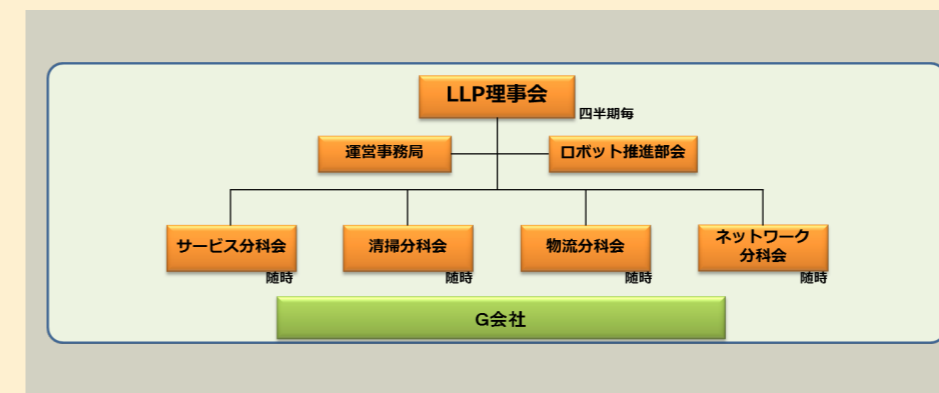 LLP理事会
四半期毎
運営事務局
ロボット推進部会
サービス分科会
随時
清掃分科会
随時
物流分科会
随時
ネットワーク
分科会
随時
G会社